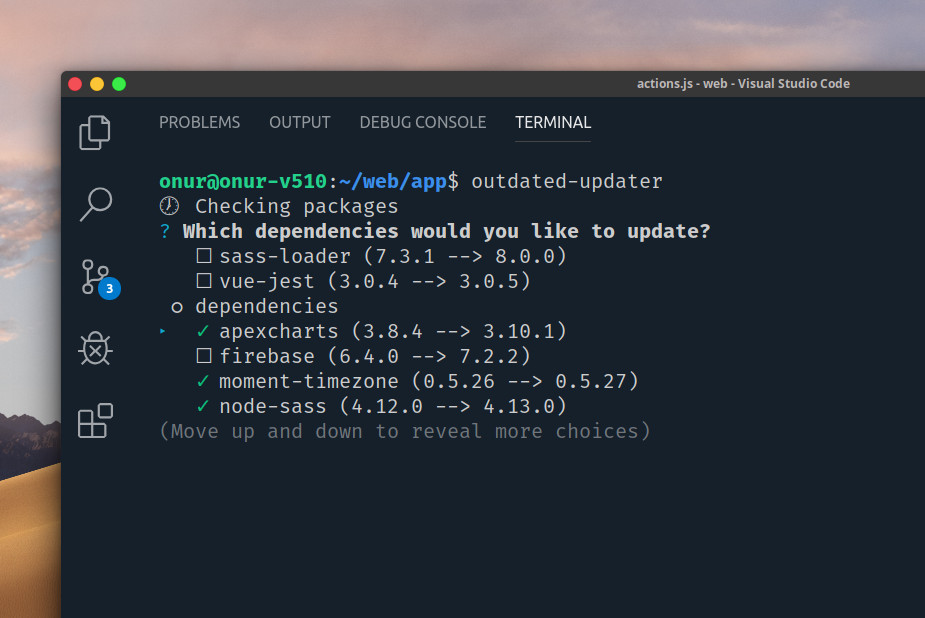 actions.js - web - Visual Studio Code
PROBLEMS OUTPUT DEBUG CONSOLE TERMINAL
onur@onur-v510:~/web/app$ outdated-updater
Checking packages
? Which dependencies would you like to update?
sass-loader (7.3.1 --> 8.0.0)
vue-jest (3.0.4 --> 3.0.5)
dependencies
✓ apexcharts (3.8.4 --> 3.10.1)
firebase (6.4.0 --> 7.2.2)
✓ moment-timezone (0.5.26 --> 0.5.27)
✓ node-sass (4.12.0 --> 4.13.0)
(Move up and down to reveal more choices)
3